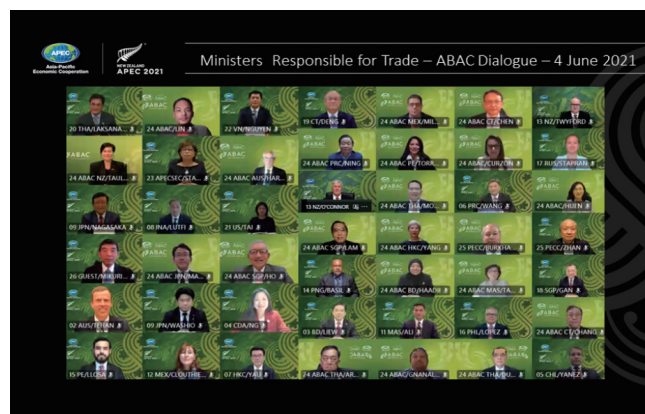 APEC
Asia-Pacific
Economic Cooperation
NEW ZEALAND
APEC 2021
Ministers Responsible for Trade – ABAC Dialogue – 4 June 2021
20 THA/LAKSANA...
24 ABAC/LIN
22 VN/NGUYEN
19 CT/DENG
24 ABAC MEX/MIL...
24 ABAC CT/CHEN
13 NZ/TWYFORD
24 ABAC NZ/TAUL...
23 APECSEC/STA...
24 ABAC AUS/HAR...
24 ABAC PRC/NING
24 ABAC PE/TORR...
24 ABAC/CURZON
17 RUS/STAPRAN
09 JPN/NAGASAKA
08 INA/LUTFI
21 US/TAI
13 NZ/O'CONNOR
24 ABAC THA/MO...
06 PRC/WANG
24 ABAC/HUEN
26 GUEST/MIKURI...
24 ABAC JPN/MA...
24 ABAC SGP/HO
24 ABAC SGP/LAM
24 ABAC HKC/YANG
25 PECC/BURKHA...
25 PECC/ZHAN
14 PNG/BASIL
24 ABAC BD/HAADI
24 ABAC MAS/TA...
18 SGP/GAN
02 AUS/TEHAN
09 JPN/WASHIO
04 CDA/NG
03 BD/LIEW
11 MAS/ALI
16 PHL/LOPEZ
24 ABAC CT/CHANG
15 PE/LLOSA
12 MEX/CLOUTHIE...
07 HKC/YAU
24 ABAC THA/AR...
24 ABAC/GNANAL...
24 ABAC THA/DU...
05 CHL/YANEZ